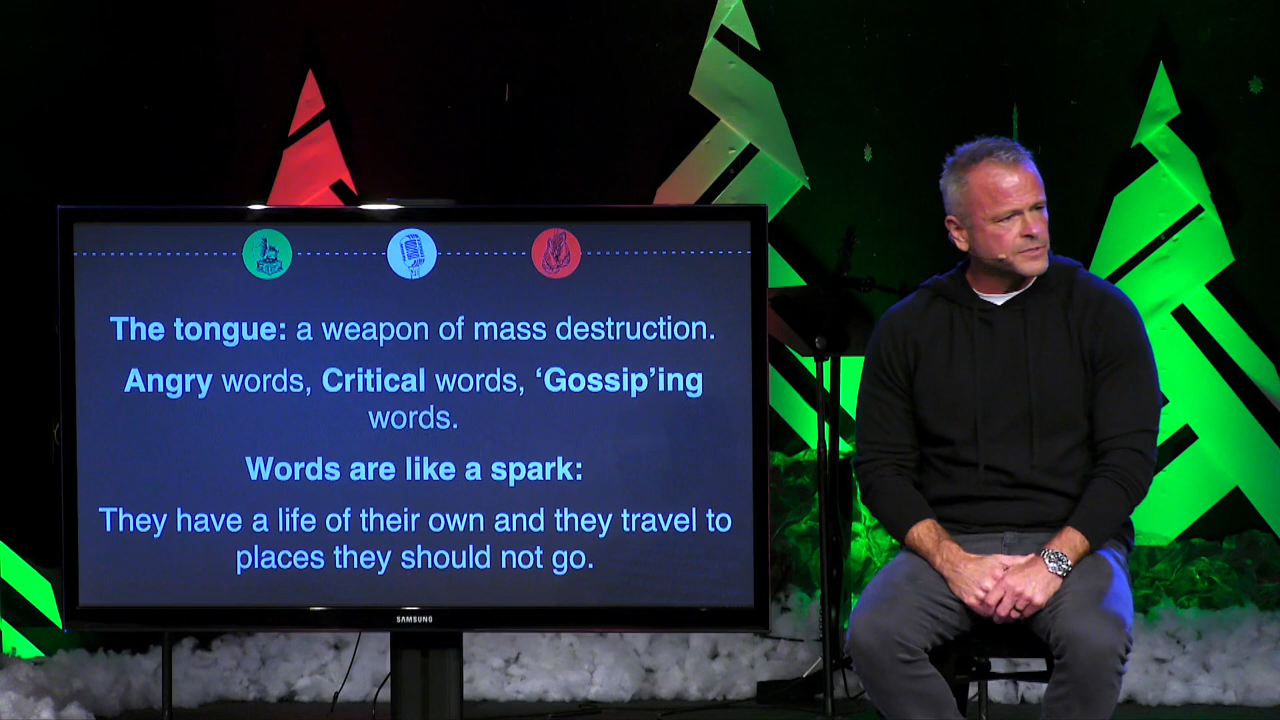 The tongue: a weapon of mass destruction.
Angry words, Critical words, ‘Gossip’ing
words.
Words are like a spark:
They have a life of their own and they travel to
places they should not go.
SAMSUNG